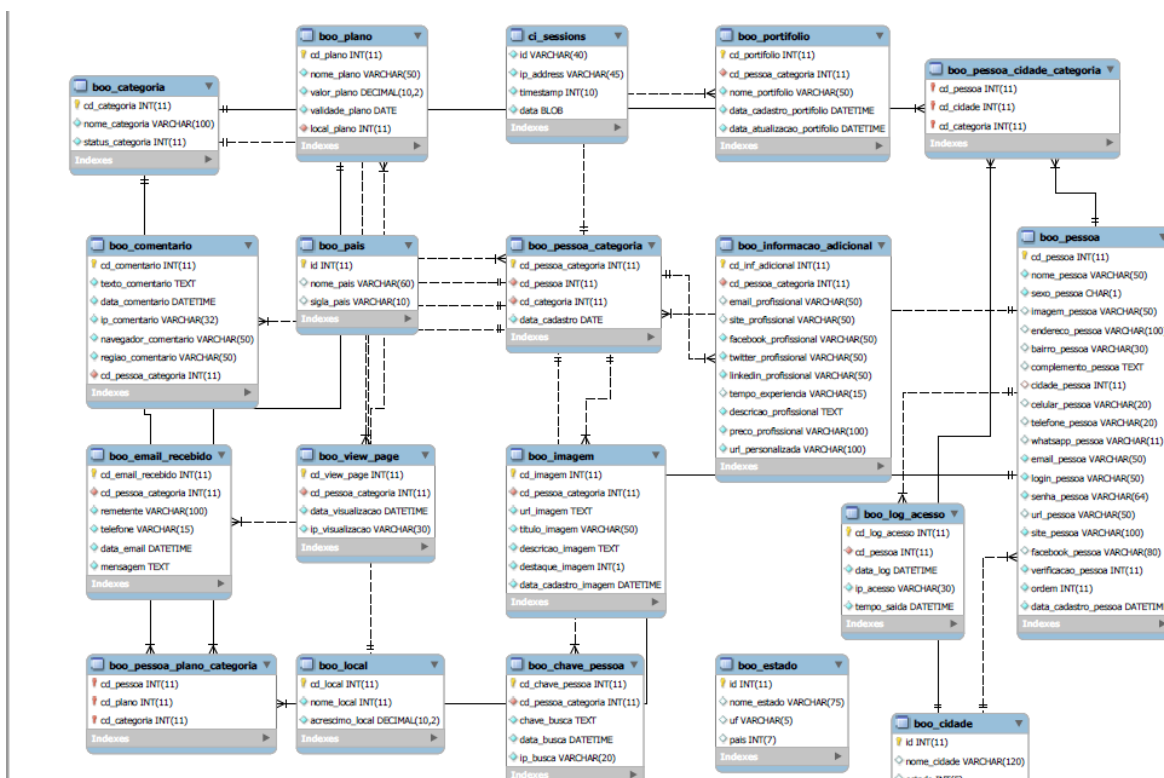 boo_plano
cd_plano INT(11)
nome_plano VARCHAR(50)
valor_plano DECIMAL(10,2)
validade_plano DATE
local_plano INT(11)
Indexes
ci_sessions
id VARCHAR(40)
ip_address VARCHAR(45)
timestamp INT(10)
data BLOB
Indexes
boo_portifolio
cd_portifolio INT(11)
cd_pessoa_categoria INT(11)
nome_portifolio VARCHAR(50)
data_cadastro_portifolio DATETIME
data_atualizacao_portifolio DATETIME
Indexes
boo_categoria
cd_categoria INT(11)
nome_categoria VARCHAR(100)
status_categoria INT(11)
Indexes
boo_pessoa_cidade_categoria
cd_pessoa INT(11)
cd_cidade INT(11)
cd_categoria INT(11)
Indexes
boo_comentario
cd_comentario INT(11)
texto_comentario TEXT
data_comentario DATETIME
ip_comentario VARCHAR(32)
navegador_comentario VARCHAR(50)
regiao_comentario VARCHAR(50)
cd_pessoa_categoria INT(11)
Indexes
boo_pais
id INT(11)
nome_pais VARCHAR(60)
sigla_pais VARCHAR(10)
Indexes
boo_pessoa_categoria
cd_pessoa_categoria INT(11)
cd_pessoa INT(11)
cd_categoria INT(11)
data_cadastro DATE
Indexes
boo_informacao_adicional
cd_inf_adicional INT(11)
cd_pessoa_categoria INT(11)
email_profissional VARCHAR(50)
site_profissional VARCHAR(50)
facebook_profissional VARCHAR(50)
twitter_profissional VARCHAR(50)
linkedin_profissional VARCHAR(50)
tempo_experiencia VARCHAR(15)
descricao_profissional TEXT
preco_profissional VARCHAR(100)
url_personalizada VARCHAR(100)
Indexes
boo_pessoa
cd_pessoa INT(11)
nome_pessoa VARCHAR(50)
sexo_pessoa CHAR(1)
imagem_pessoa VARCHAR(50)
endereco_pessoa VARCHAR(100)
bairro_pessoa VARCHAR(30)
complemento_pessoa TEXT
cidade_pessoa INT(11)
celular_pessoa VARCHAR(20)
telefone_pessoa VARCHAR(20)
whatsapp_pessoa VARCHAR(11)
email_pessoa VARCHAR(50)
login_pessoa VARCHAR(50)
senha_pessoa VARCHAR(64)
url_pessoa VARCHAR(50)
site_pessoa VARCHAR(100)
facebook_pessoa VARCHAR(80)
verificacao_pessoa INT(11)
ordem INT(11)
data_cadastro_pessoa DATETIM
Indexes
boo_email_recebido
cd_email_recebido INT(11)
cd_pessoa_categoria INT(11)
remetente VARCHAR(100)
telefone VARCHAR(15)
data_email DATETIME
mensagem TEXT
Indexes
boo_view_page
cd_view_page INT(11)
cd_pessoa_categoria INT(11)
data_visualizacao DATETIME
ip_visualizacao VARCHAR(30)
Indexes
boo_imagem
cd_imagem INT(11)
cd_pessoa_categoria INT(11)
url_imagem TEXT
titulo_imagem VARCHAR(50)
descricao_imagem TEXT
destaque_imagem INT(1)
data_cadastro_imagem DATETIME
Indexes
boo_log_acesso
cd_log_acesso INT(11)
cd_pessoa INT(11)
data_log DATETIME
ip_acesso VARCHAR(30)
tempo_saida DATETIME
Indexes
boo_pessoa_plano_categoria
cd_pessoa INT(11)
cd_plano INT(11)
cd_categoria INT(11)
Indexes
boo_local
cd_local INT(11)
nome_local INT(11)
acrescimo_local DECIMAL(10,2)
Indexes
boo_chave_pessoa
cd_chave_pessoa INT(11)
cd_pessoa_categoria INT(11)
chave_busca TEXT
data_busca DATETIME
ip_busca VARCHAR(20)
Indexes
boo_estado
id INT(11)
nome_estado VARCHAR(75)
uf VARCHAR(5)
pais INT(7)
Indexes
boo_cidade
id INT(11)
nome_cidade VARCHAR(120)